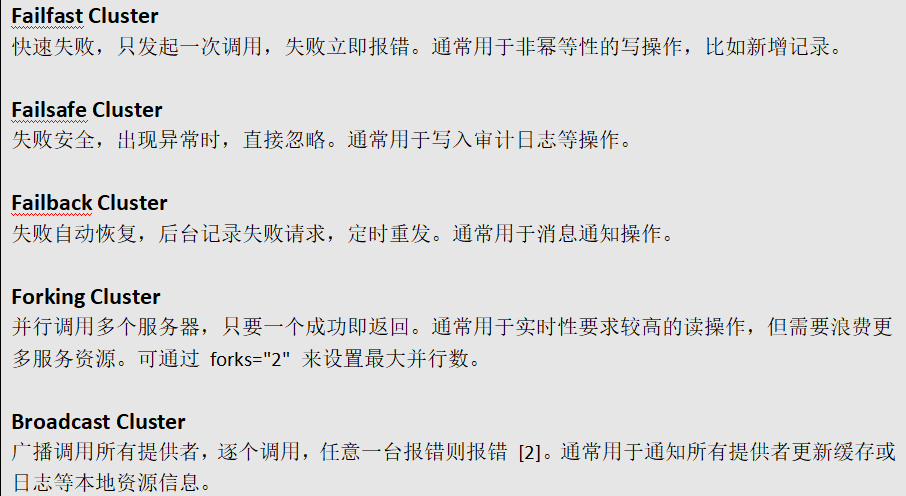 Failfast Cluster
快速失败，只发起一次调用，失败立即报错。通常用于非幂等性的写操作，比如新增记录。
Failsafe Cluster
失败安全，出现异常时，直接忽略。通常用于写入审计日志等操作。
Failback Cluster
失败自动恢复，后台记录失败请求，定时重发。通常用于消息通知操作。
Forking Cluster
并行调用多个服务器，只要一个成功即返回。通常用于实时性要求较高的读操作，但需要浪费更
多服务资源。可通过 forks="2" 来设置最大并行数。
Broadcast Cluster
广播调用所有提供者，逐个调用，任意一台报错则报错 [2]。通常用于通知所有提供者更新缓存或
日志等本地资源信息。